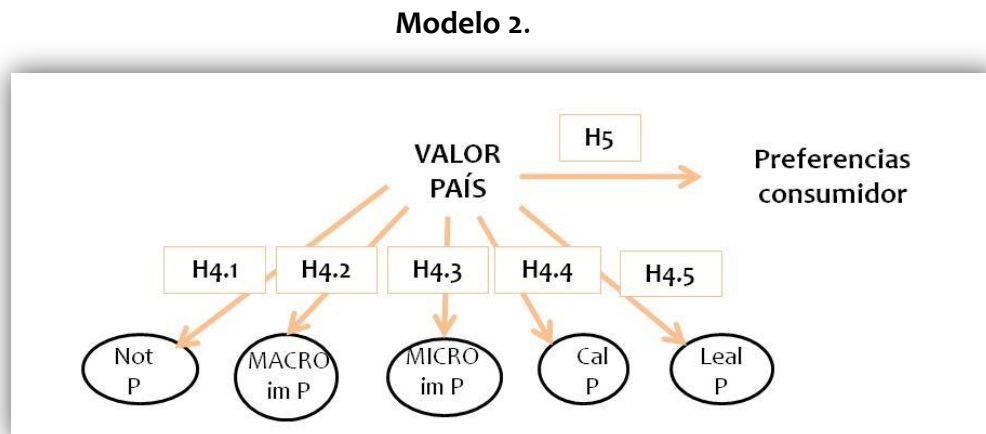 Modelo 2.
H5
VALOR
PAÍS
Preferencias
consumidor
H4.1
H4.2
H4.3
H4.4
H4.5
Not
P
MACRO
im P
MICRO
im P
Cal
P
Leal
P